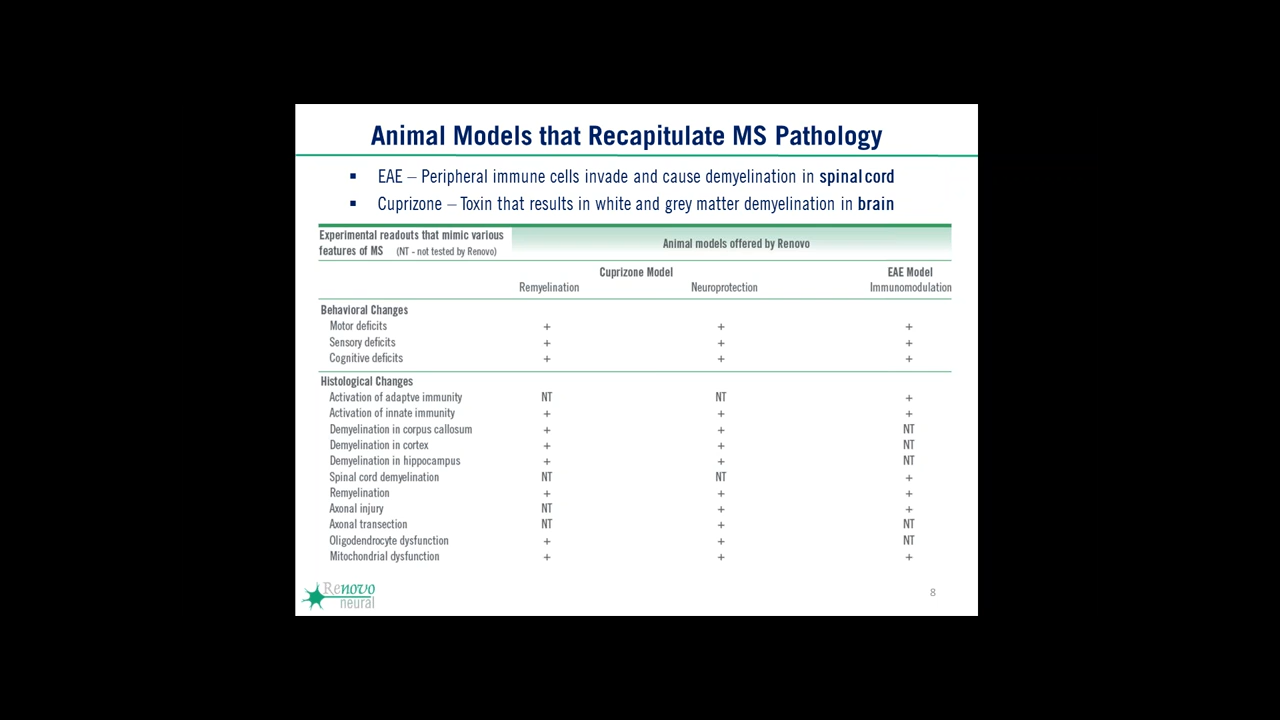 Animal Models that Recapitulate MS Pathology
▪ EAE – Peripheral immune cells invade and cause demyelination in spinal cord
▪ Cuprizone – Toxin that results in white and grey matter demyelination in brain
Experimental readouts that mimic various
features of MS (NT - not tested by Renovo)
Animal models offered by Renovo
Cuprizone Model EAE Model
Remyelination Neuroprotection Immunomodulation
Behavioral Changes
Motor deficits + + +
Sensory deficits + + +
Cognitive deficits + + +
Histological Changes
Activation of adaptve immunity NT NT +
Activation of innate immunity + + +
Demyelination in corpus callosum + + NT
Demyelination in cortex + + NT
Demyelination in hippocampus + + NT
Spinal cord demyelination NT NT +
Remyelination + + +
Axonal injury NT + +
Axonal transection NT + NT
Oligodendrocyte dysfunction + + NT
Mitochondrial dysfunction + + +
Renovo
neural
8